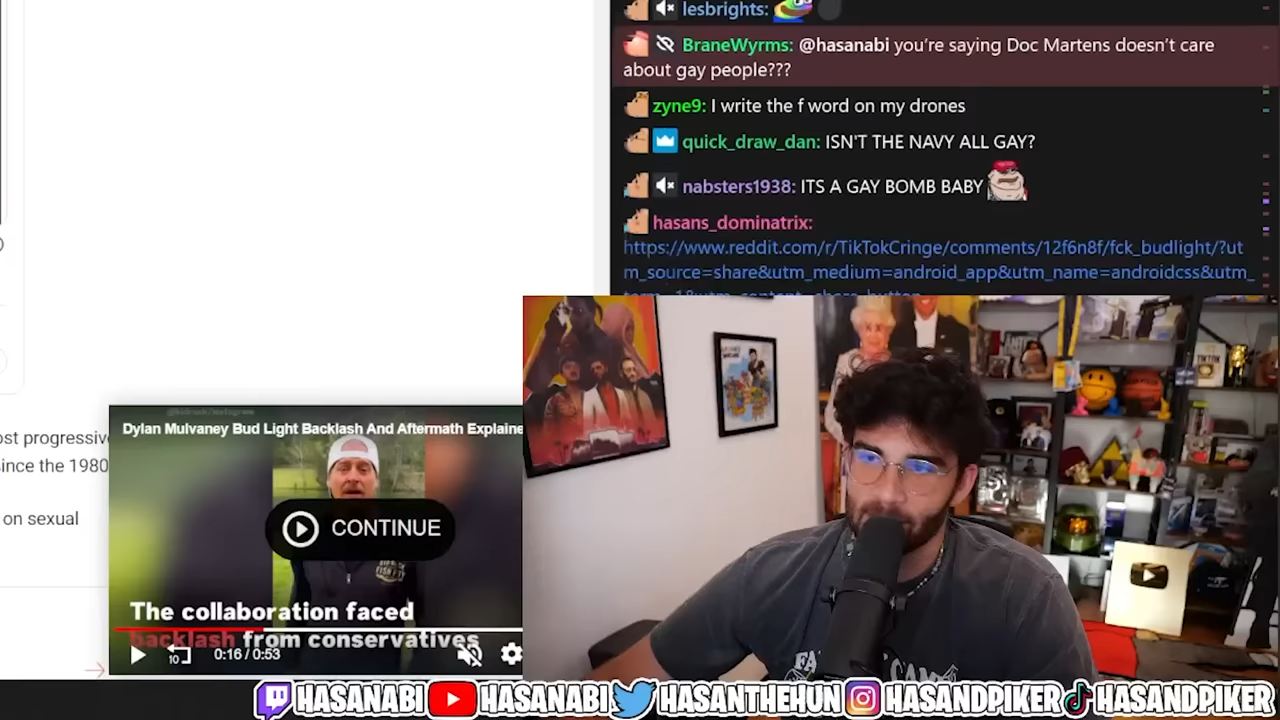 lesbrights:
BraneWyrms: @hasanabi you're saying Doc Martens doesn't care
about gay people???
zyne9: I write the f word on my drones
quick_draw_dan: ISN'T THE NAVY ALL GAY?
nabsters1938: ITS A GAY BOMB BABY
hasans_dominatrix:
https://www.reddit.com/r/TikTokCringe/comments/12f6n8f/fck_budlight/?ut
m_source=share&utm_medium=android_app&utm_name=androidcss&utm_
ost progressive
since the 1980
on sexual
Dylan Mulvaney Bud Light Backlash And Aftermath Explaine
CONTINUE
The collaboration faced
backlash from conservatives
10
0:16 / 0:53
HASANABI HASANABI HASANTHEHUN HASANDPIKER HASANDPIKER